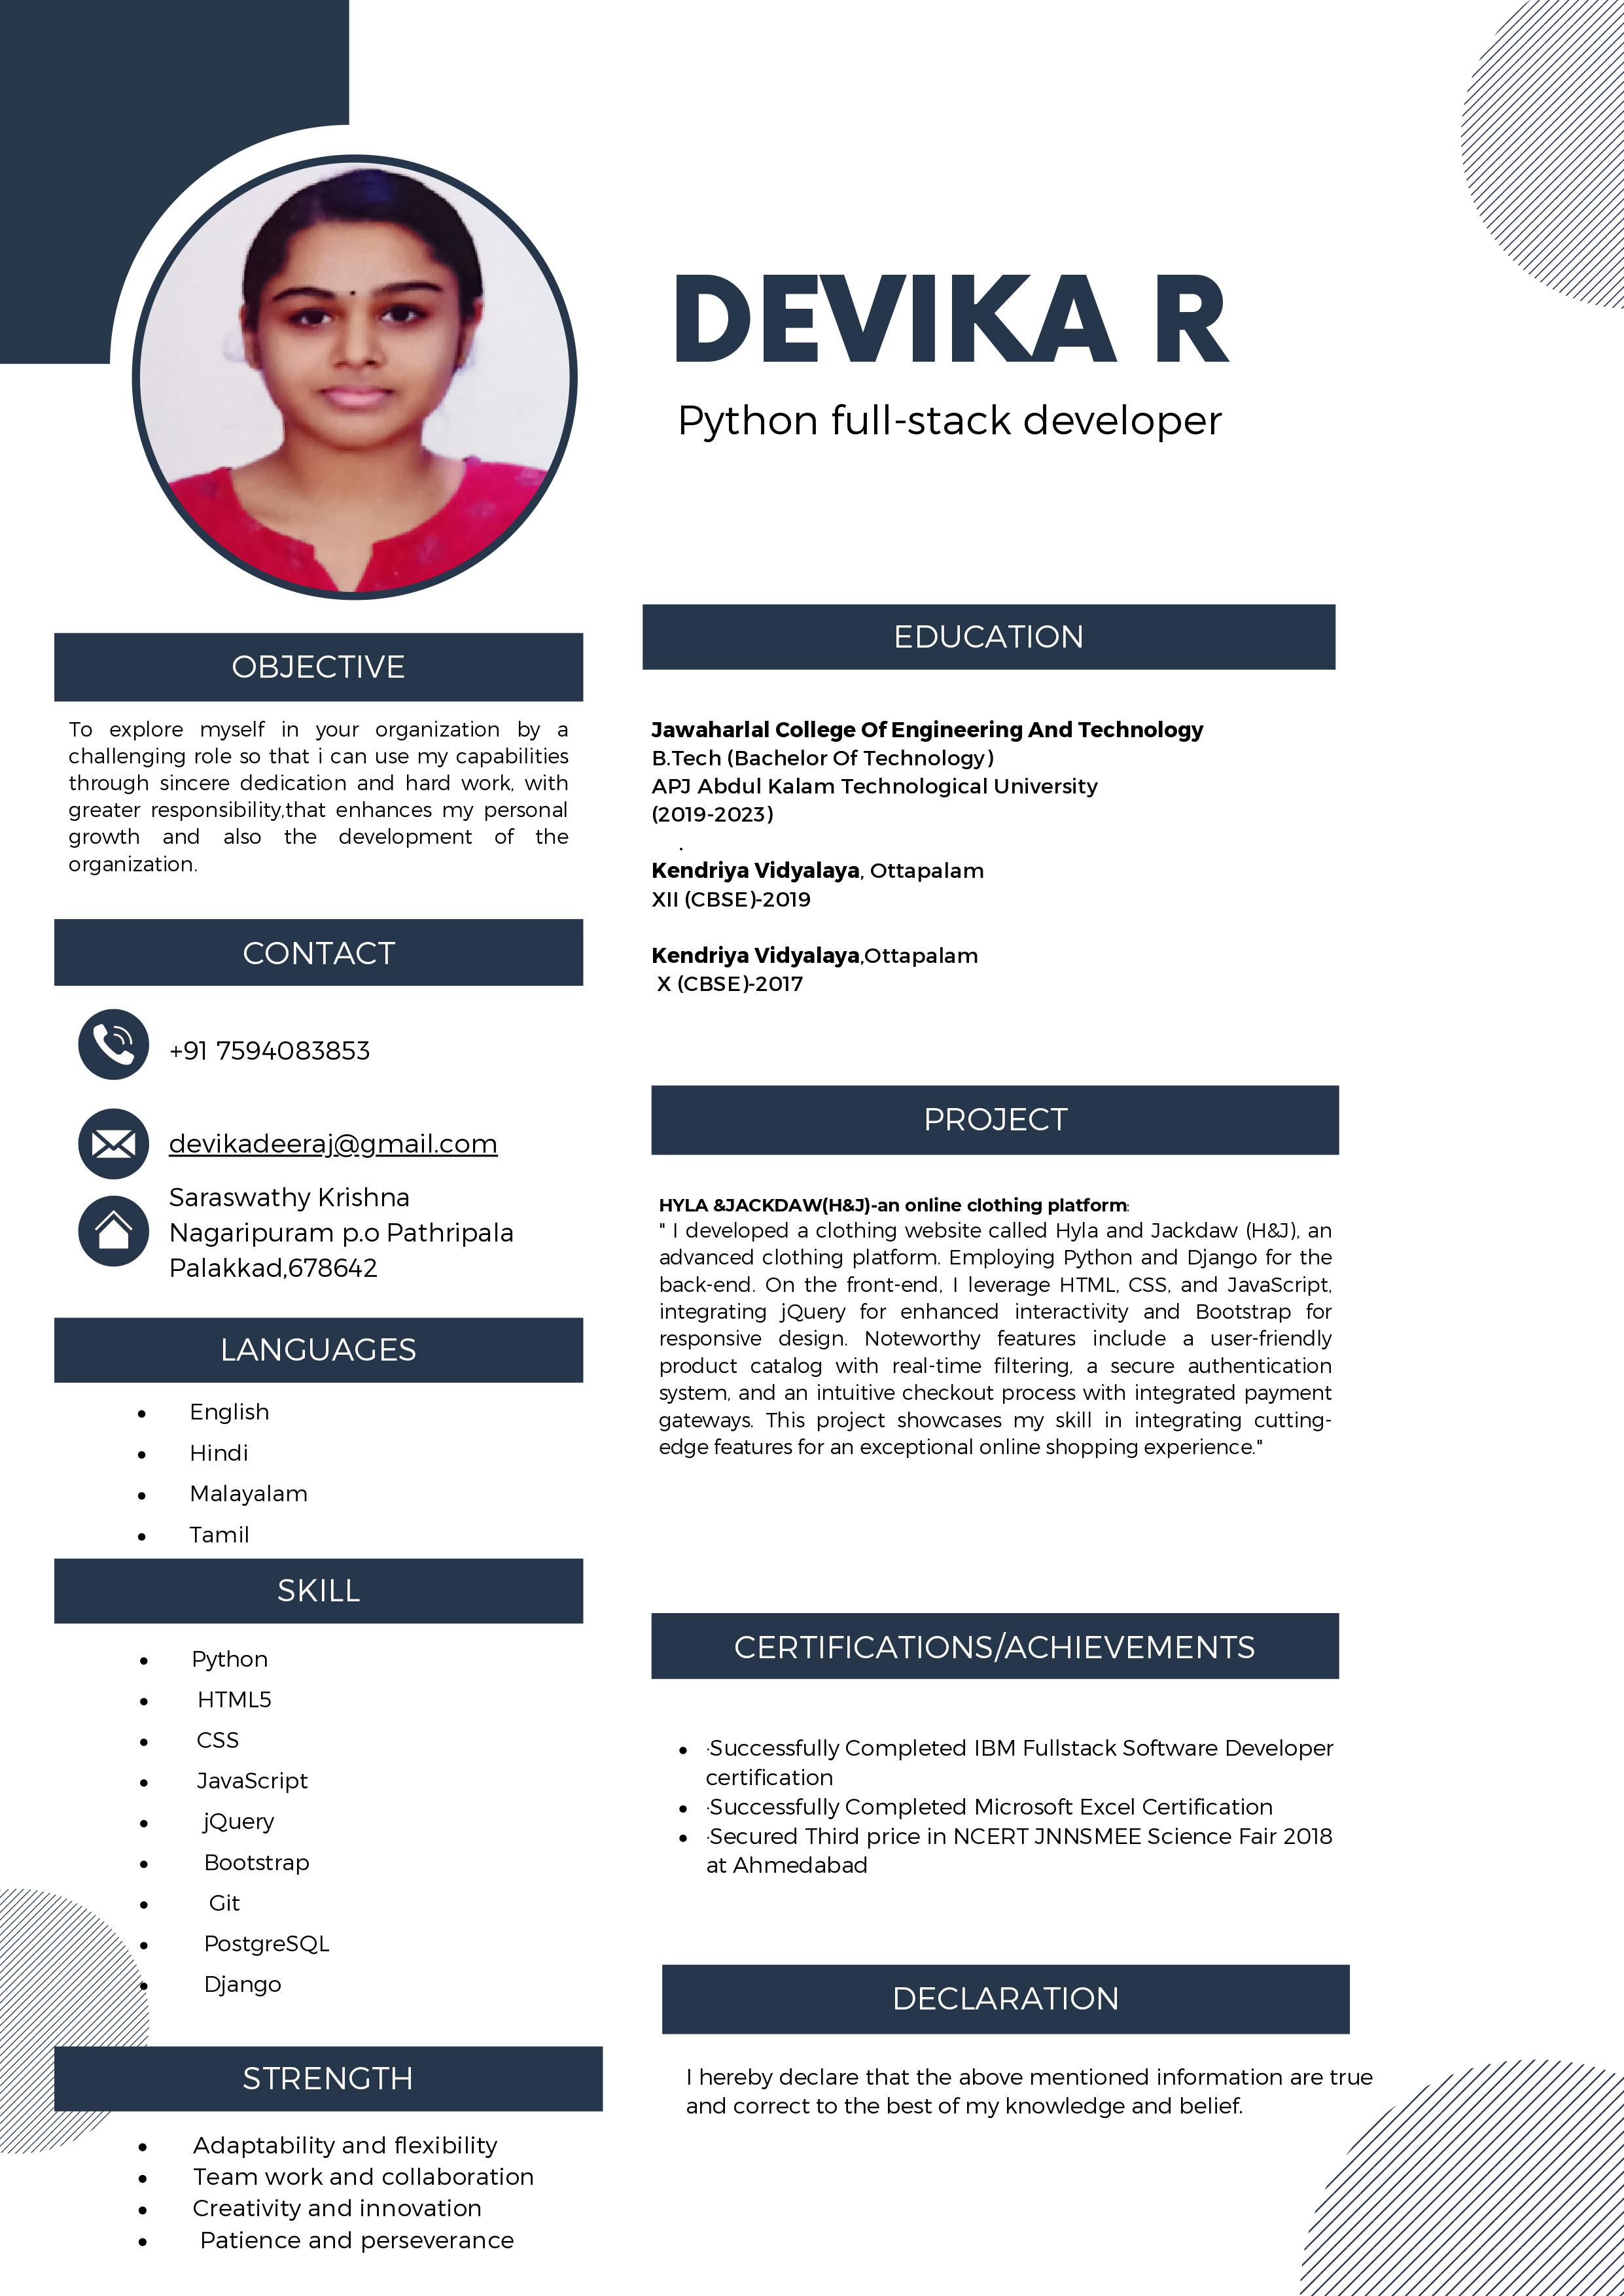 DEVIKA R
Python full-stack developer
OBJECTIVE
To explore myself in your organization by a
challenging role so that i can use my capabilities
through sincere dedication and hard work, with
greater responsibility,that enhances my personal
growth and also the development of the
organization.
CONTACT
+91 7594083853
devikadeeraj@gmail.com
Saraswathy Krishna
Nagaripuram p.o Pathripala
Palakkad,678642
LANGUAGES
• English
• Hindi
• Malayalam
• Tamil
SKILL
• Python
• HTML5
• CSS
• JavaScript
• jQuery
• Bootstrap
• Git
• PostgreSQL
• Django
STRENGTH
• Adaptability and flexibility
• Team work and collaboration
• Creativity and innovation
• Patience and perseverance
EDUCATION
Jawaharlal College Of Engineering And Technology
B.Tech (Bachelor Of Technology)
APJ Abdul Kalam Technological University
(2019-2023)
.
Kendriya Vidyalaya, Ottapalam
XII (CBSE)-2019
Kendriya Vidyalaya,Ottapalam
X (CBSE)-2017
PROJECT
HYLA &JACKDAW(H&J)-an online clothing platform:
" I developed a clothing website called Hyla and Jackdaw (H&J), an
advanced clothing platform. Employing Python and Django for the
back-end. On the front-end, I leverage HTML, CSS, and JavaScript,
integrating jQuery for enhanced interactivity and Bootstrap for
responsive design. Noteworthy features include a user-friendly
product catalog with real-time filtering, a secure authentication
system, and an intuitive checkout process with integrated payment
gateways. This project showcases my skill in integrating cutting-
edge features for an exceptional online shopping experience."
CERTIFICATIONS/ACHIEVEMENTS
• ·Successfully Completed IBM Fullstack Software Developer
certification
• ·Successfully Completed Microsoft Excel Certification
• ·Secured Third price in NCERT JNNSMEE Science Fair 2018
at Ahmedabad
DECLARATION
I hereby declare that the above mentioned information are true
and correct to the best of my knowledge and belief.